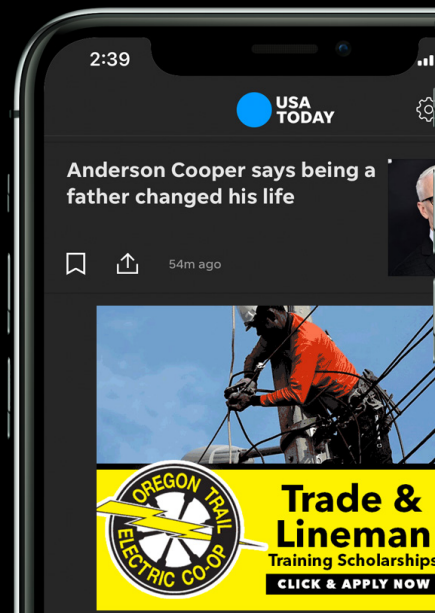 2:39
USA
TODAY
Anderson Cooper says being a
father changed his life
54m ago
OREGON TRAIL
ELECTRIC CO-OP
Trade &
Lineman
Training Scholarships
CLICK & APPLY NOW